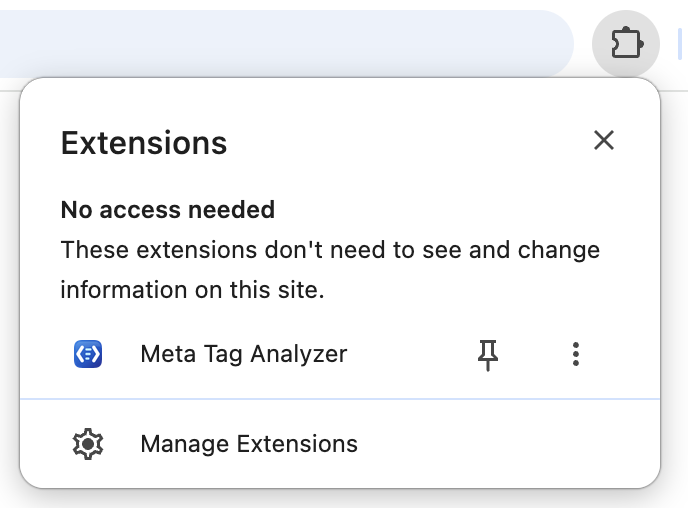 Extensions
No access needed
These extensions don't need to see and change
information on this site.
Meta Tag Analyzer
Manage Extensions